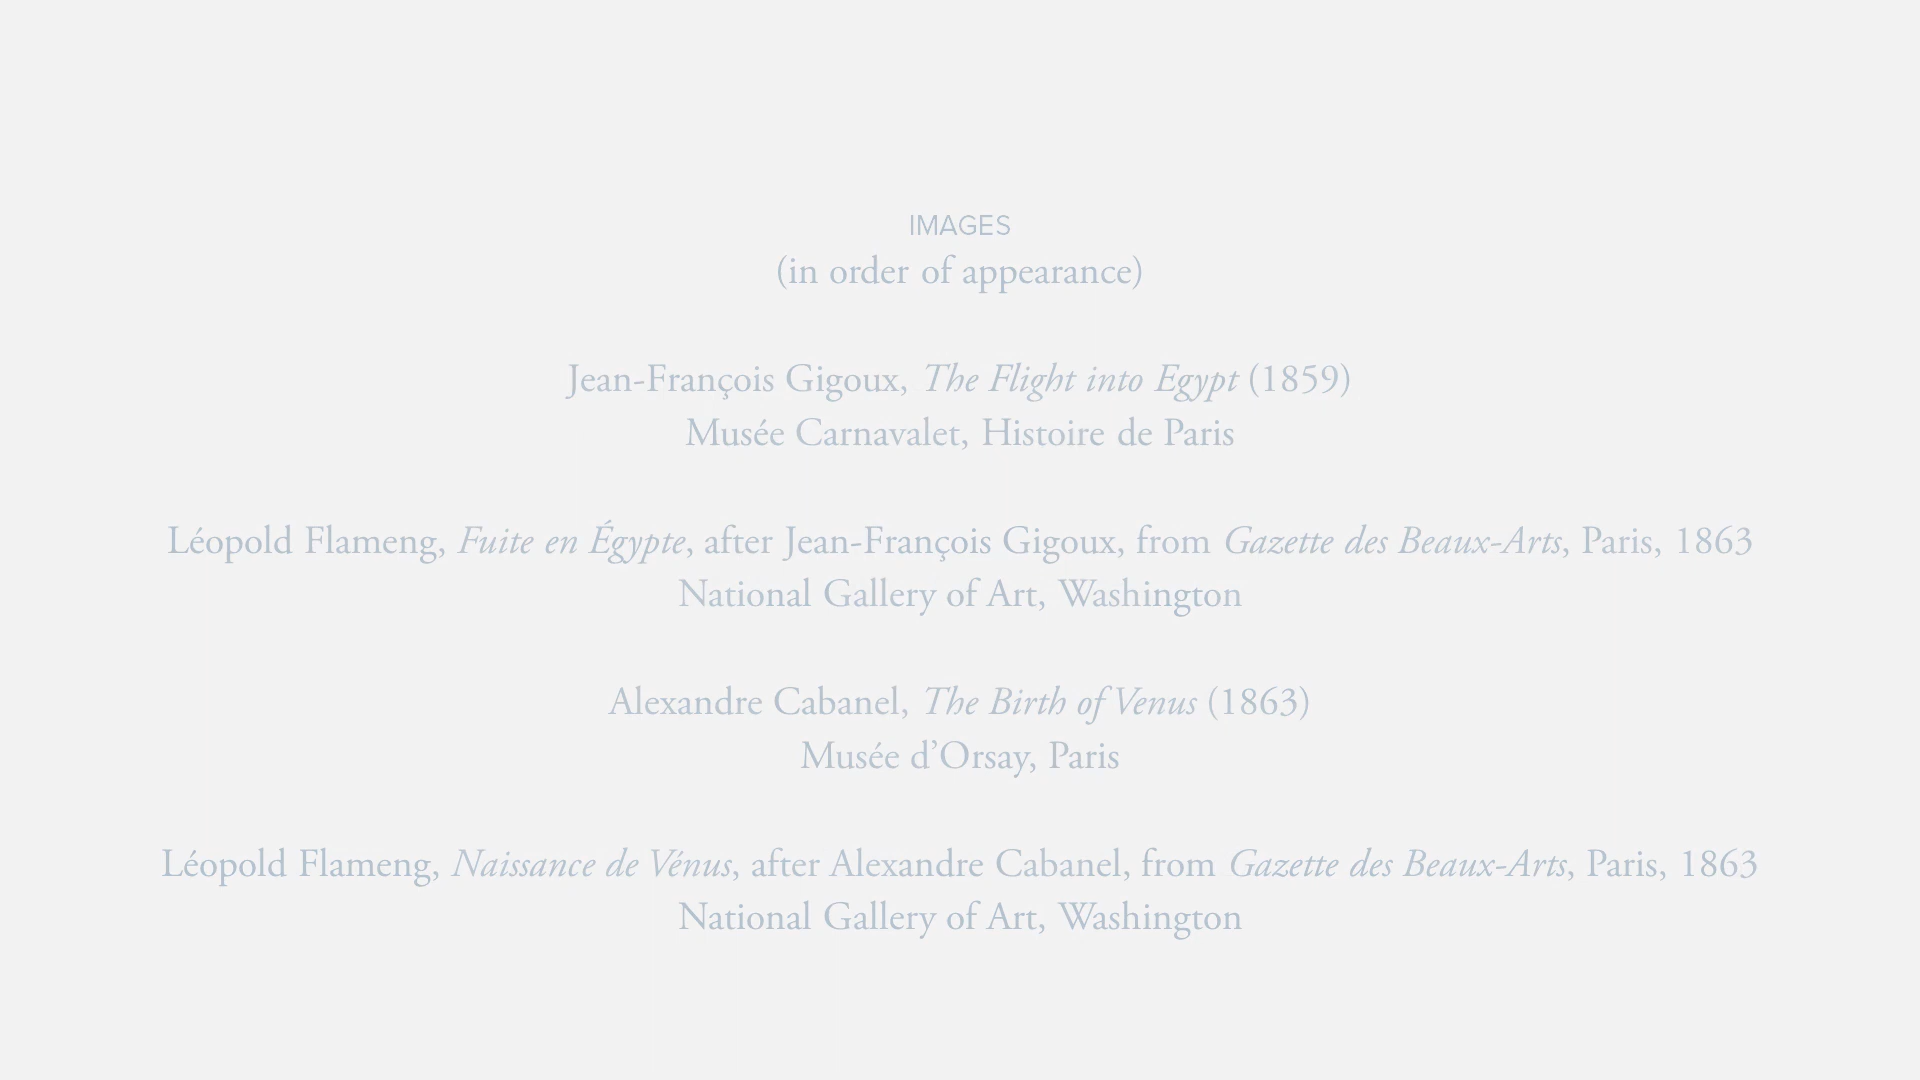 IMAGES
(in order of appearance)
Jean-François Gigoux, The Flight into Egypt (1859)
Musée Carnavalet, Histoire de Paris
Léopold Flameng, Fuite en Égypte, after Jean-François Gigoux, from Gazette des Beaux-Arts, Paris, 1863
National Gallery of Art, Washington
Alexandre Cabanel, The Birth of Venus (1863)
Musée d’Orsay, Paris
Léopold Flameng, Naissance de Vénus, after Alexandre Cabanel, from Gazette des Beaux-Arts, Paris, 1863
National Gallery of Art, Washington